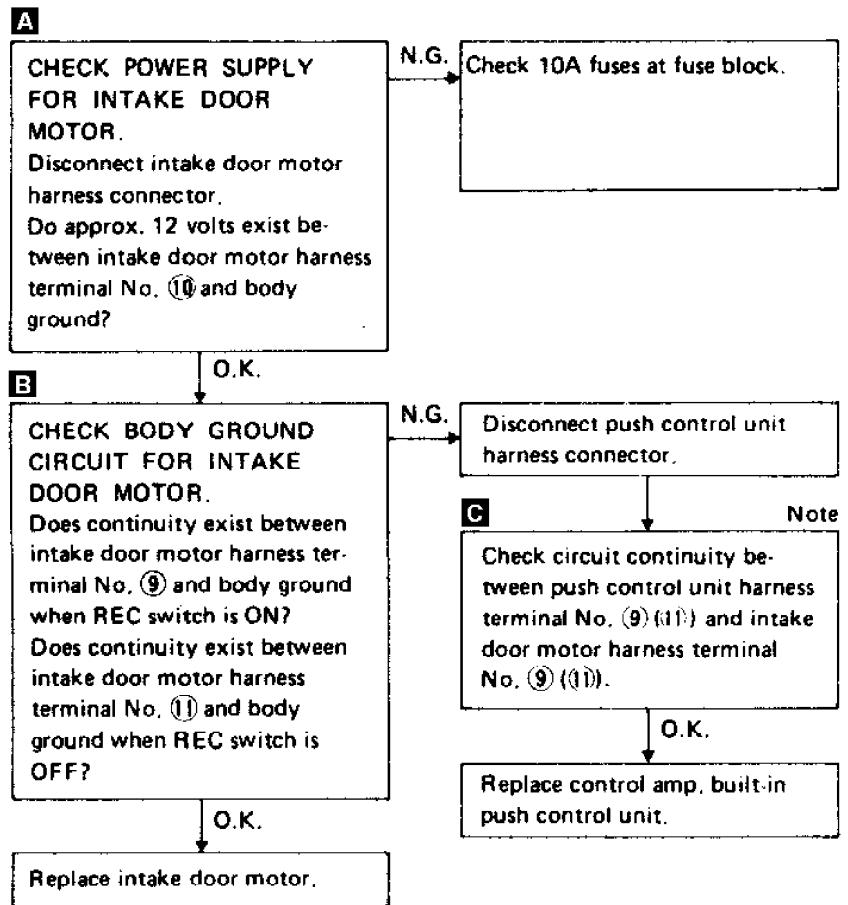 A
CHECK POWER SUPPLY
FOR INTAKE DOOR
MOTOR.
Disconnect intake door motor
harness connector.
Do approx. 12 volts exist be-
tween intake door motor harness
terminal No. ⑩ and body
ground?
N.G.
Check 10A fuses at fuse block.
O.K.
B
CHECK BODY GROUND
CIRCUIT FOR INTAKE
DOOR MOTOR.
Does continuity exist between
intake door motor harness ter-
minal No. ⑨ and body ground
when REC switch is ON?
Does continuity exist between
intake door motor harness
terminal No. ⑪ and body
ground when REC switch is
OFF?
N.G.
Disconnect push control unit
harness connector.
C
Note
Check circuit continuity be-
tween push control unit harness
terminal No. ⑨ (⑪) and intake
door motor harness terminal
No. ⑨ (⑪).
O.K.
Replace control amp. built-in
push control unit.
O.K.
Replace intake door motor.